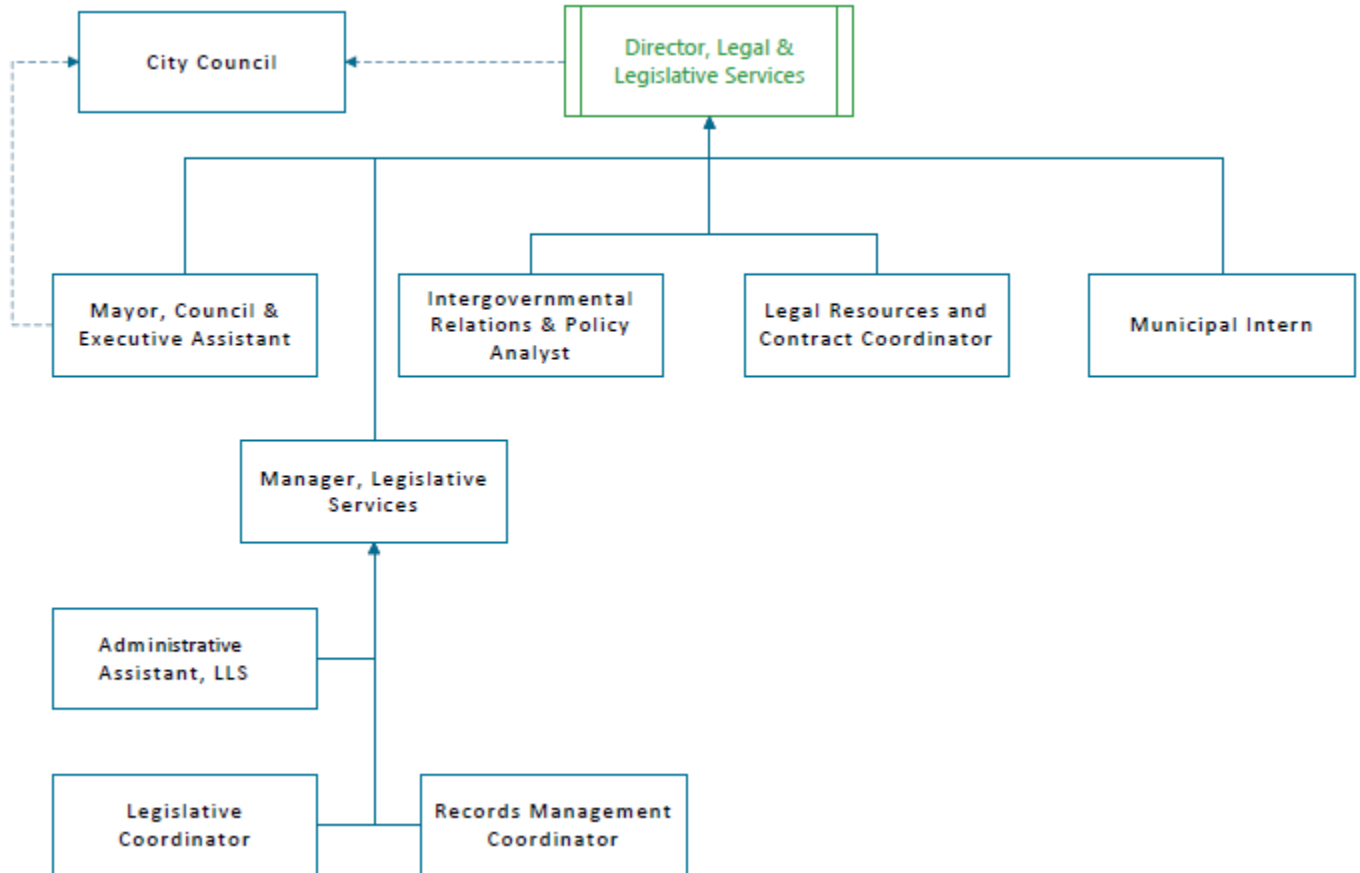 City Council
Director, Legal &
Legislative Services
Mayor, Council &
Executive Assistant
Intergovernmental
Relations & Policy
Analyst
Legal Resources and
Contract Coordinator
Municipal Intern
Manager, Legislative
Services
Administrative
Assistant, LLS
Legislative
Coordinator
Records Management
Coordinator